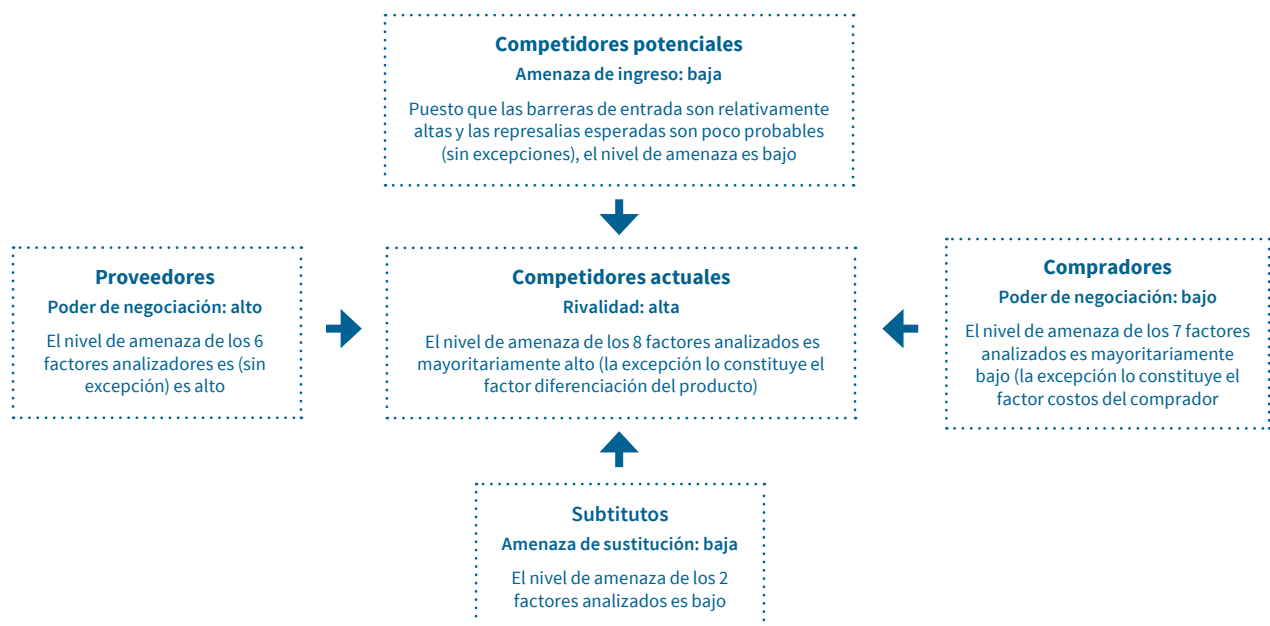 Competidores potenciales
Amenaza de ingreso: baja
Puesto que las barreras de entrada son relativamente
altas y las represalias esperadas son poco probables
(sin excepciones), el nivel de amenaza es bajo
Proveedores
Poder de negociación: alto
El nivel de amenaza de los 6
factores analizadores es (sin
excepción) es alto
Competidores actuales
Rivalidad: alta
El nivel de amenaza de los 8 factores analizados es
mayoritariamente alto (la excepción lo constituye el
factor diferenciación del producto)
Compradores
Poder de negociación: bajo
El nivel de amenaza de los 7 factores
analizados es mayoritariamente
bajo (la excepción lo constituye el
factor costos del comprador
Subtitutos
Amenaza de sustitución: baja
El nivel de amenaza de los 2
factores analizados es bajo